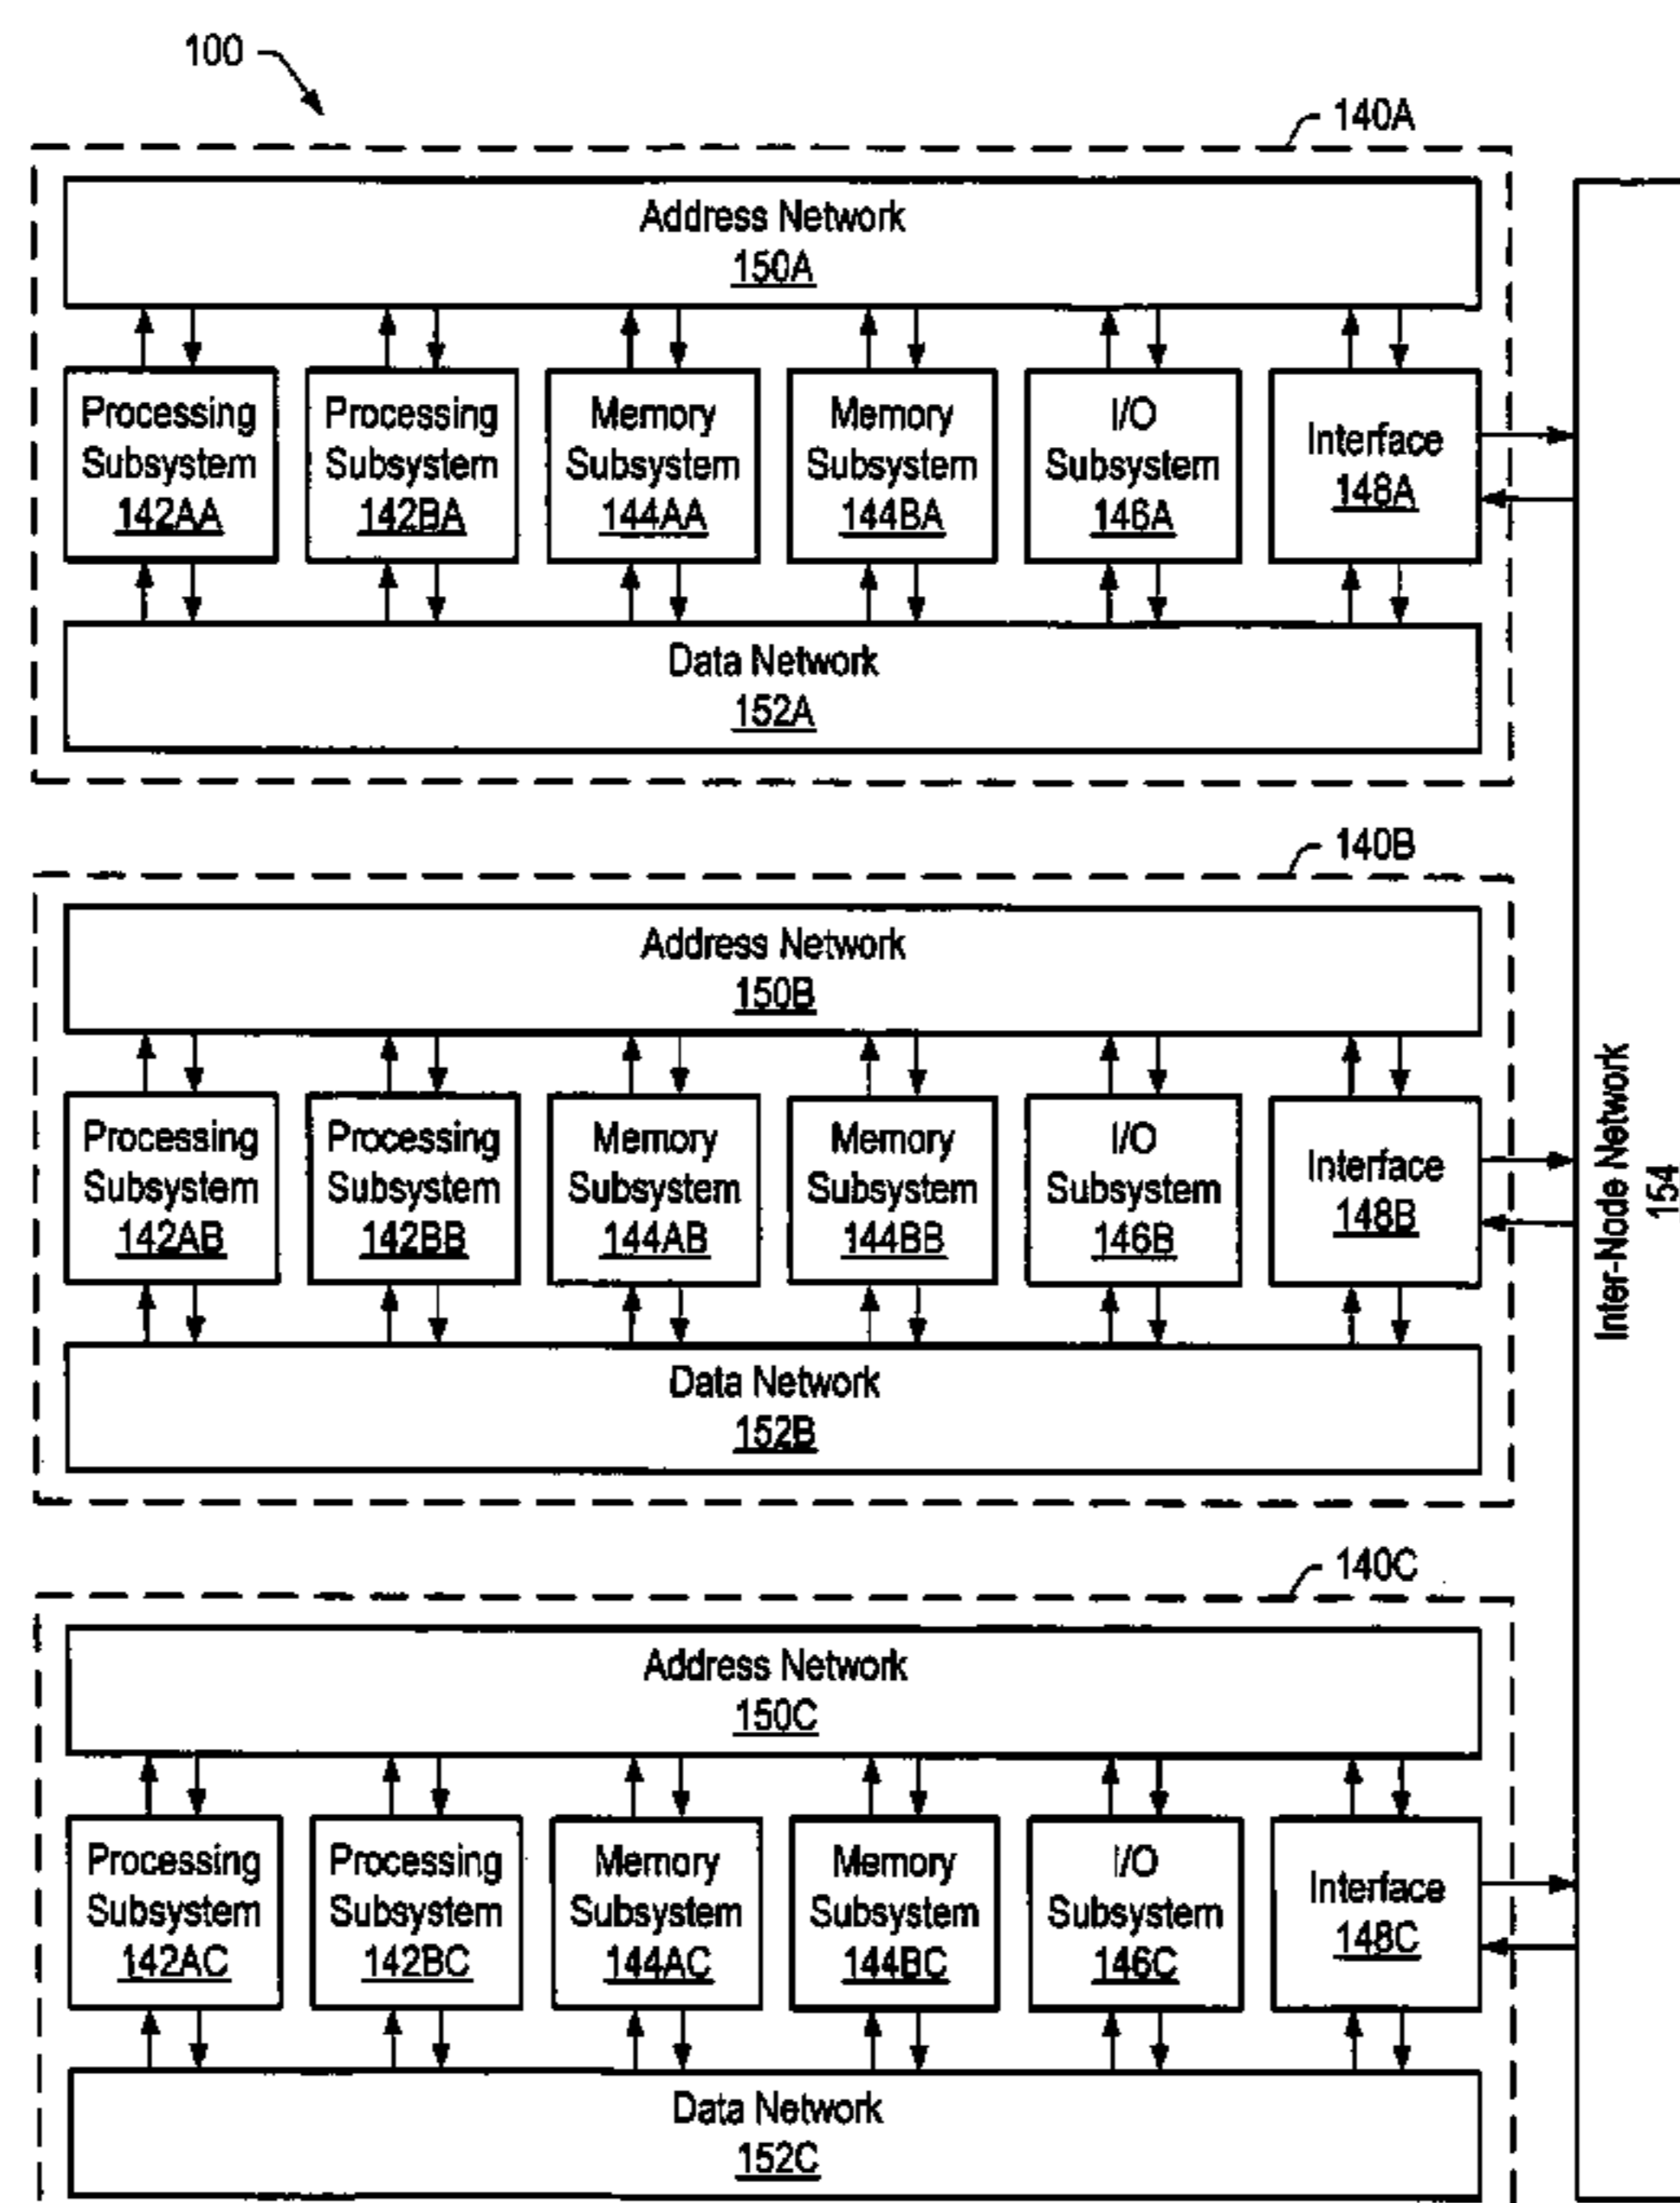 100
140A
Address Network
150A
Processing
Subsystem
142AA
Processing
Subsystem
142BA
Memory
Subsystem
144AA
Memory
Subsystem
144BA
I/O
Subsystem
146A
Interface
148A
Data Network
152A
140B
Address Network
150B
Processing
Subsystem
142AB
Processing
Subsystem
142BB
Memory
Subsystem
144AB
Memory
Subsystem
144BB
I/O
Subsystem
146B
Interface
148B
Data Network
152B
Inter-Node Network
154
140C
Address Network
150C
Processing
Subsystem
142AC
Processing
Subsystem
142BC
Memory
Subsystem
144AC
Memory
Subsystem
144BC
I/O
Subsystem
146C
Interface
148C
Data Network
152C